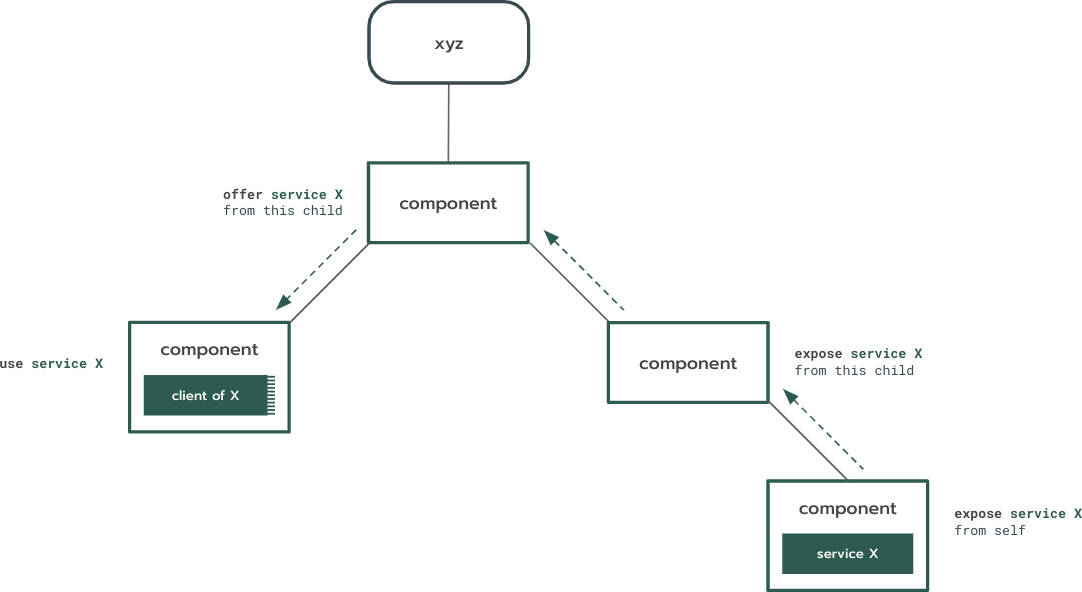 xyz
component
offer service X
from this child
component
client of X
use service X
component
expose service X
from this child
component
service X
expose service X
from self